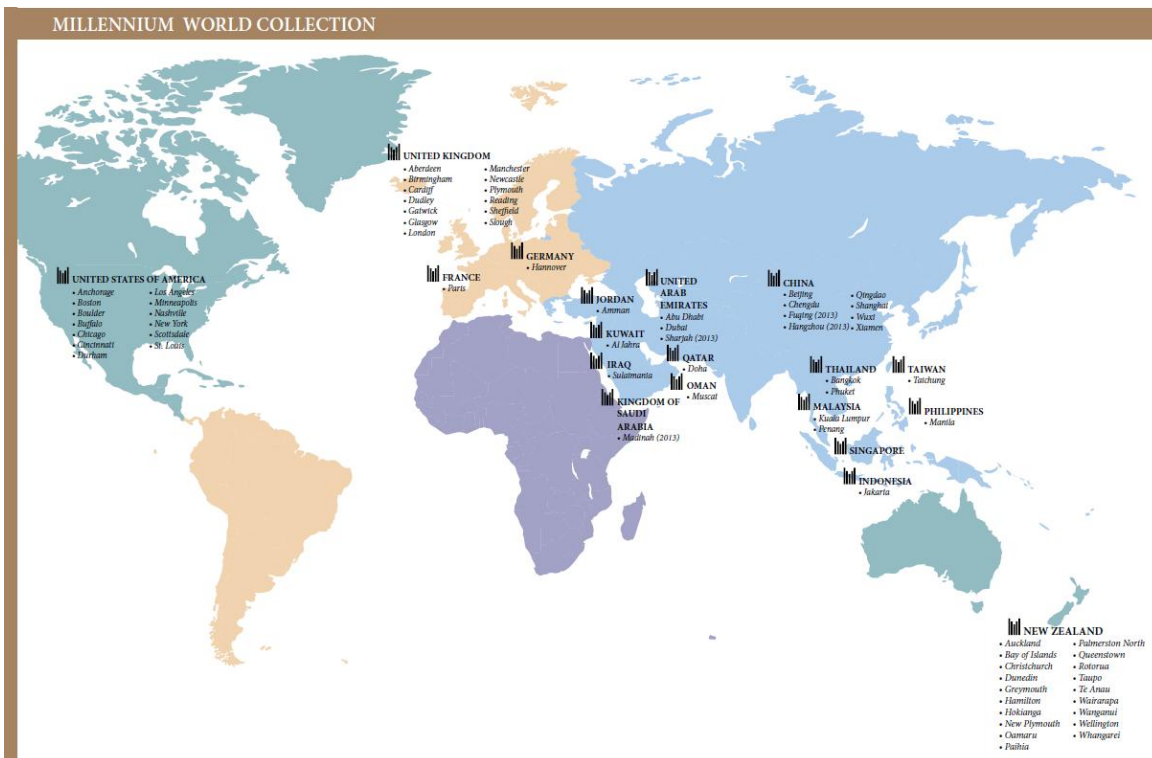 MILLENNIUM WORLD COLLECTION
UNITED KINGDOM
• Aberdeen
• Birmingham
• Cardiff
• Dudley
• Gatwick
• Glasgow
• London
• Manchester
• Newcastle
• Plymouth
• Reading
• Sheffield
• Slough
GERMANY
• Hannover
FRANCE
• Paris
UNITED STATES OF AMERICA
• Anchorage
• Boston
• Boulder
• Buffalo
• Chicago
• Cincinnati
• Durham
• Los Angeles
• Minneapolis
• Nashville
• New York
• Scottsdale
• St. Louis
JORDAN
• Amman
KUWAIT
• Al Jahra
IRAQ
• Sulaimania
KINGDOM OF
SAUDI
ARABIA
• Madinah (2013)
UNITED
ARAB
EMIRATES
• Abu Dhabi
• Dubai
• Sharjah (2013)
QATAR
• Doha
OMAN
• Muscat
CHINA
• Beijing
• Chengdu
• Fuqing (2013)
• Hangzhou (2013)
• Qingdao
• Shanghai
• Wuxi
• Xiamen
THAILAND
• Bangkok
• Phuket
TAIWAN
• Taichung
MALAYSIA
• Kuala Lumpur
• Penang
PHILIPPINES
• Manila
SINGAPORE
INDONESIA
• Jakarta
NEW ZEALAND
• Auckland
• Bay of Islands
• Christchurch
• Dunedin
• Greymouth
• Hamilton
• Hokianga
• New Plymouth
• Oamaru
• Paihia
• Palmerston North
• Queenstown
• Rotorua
• Taupo
• Te Anau
• Wairarapa
• Wanganui
• Wellington
• Whangarei